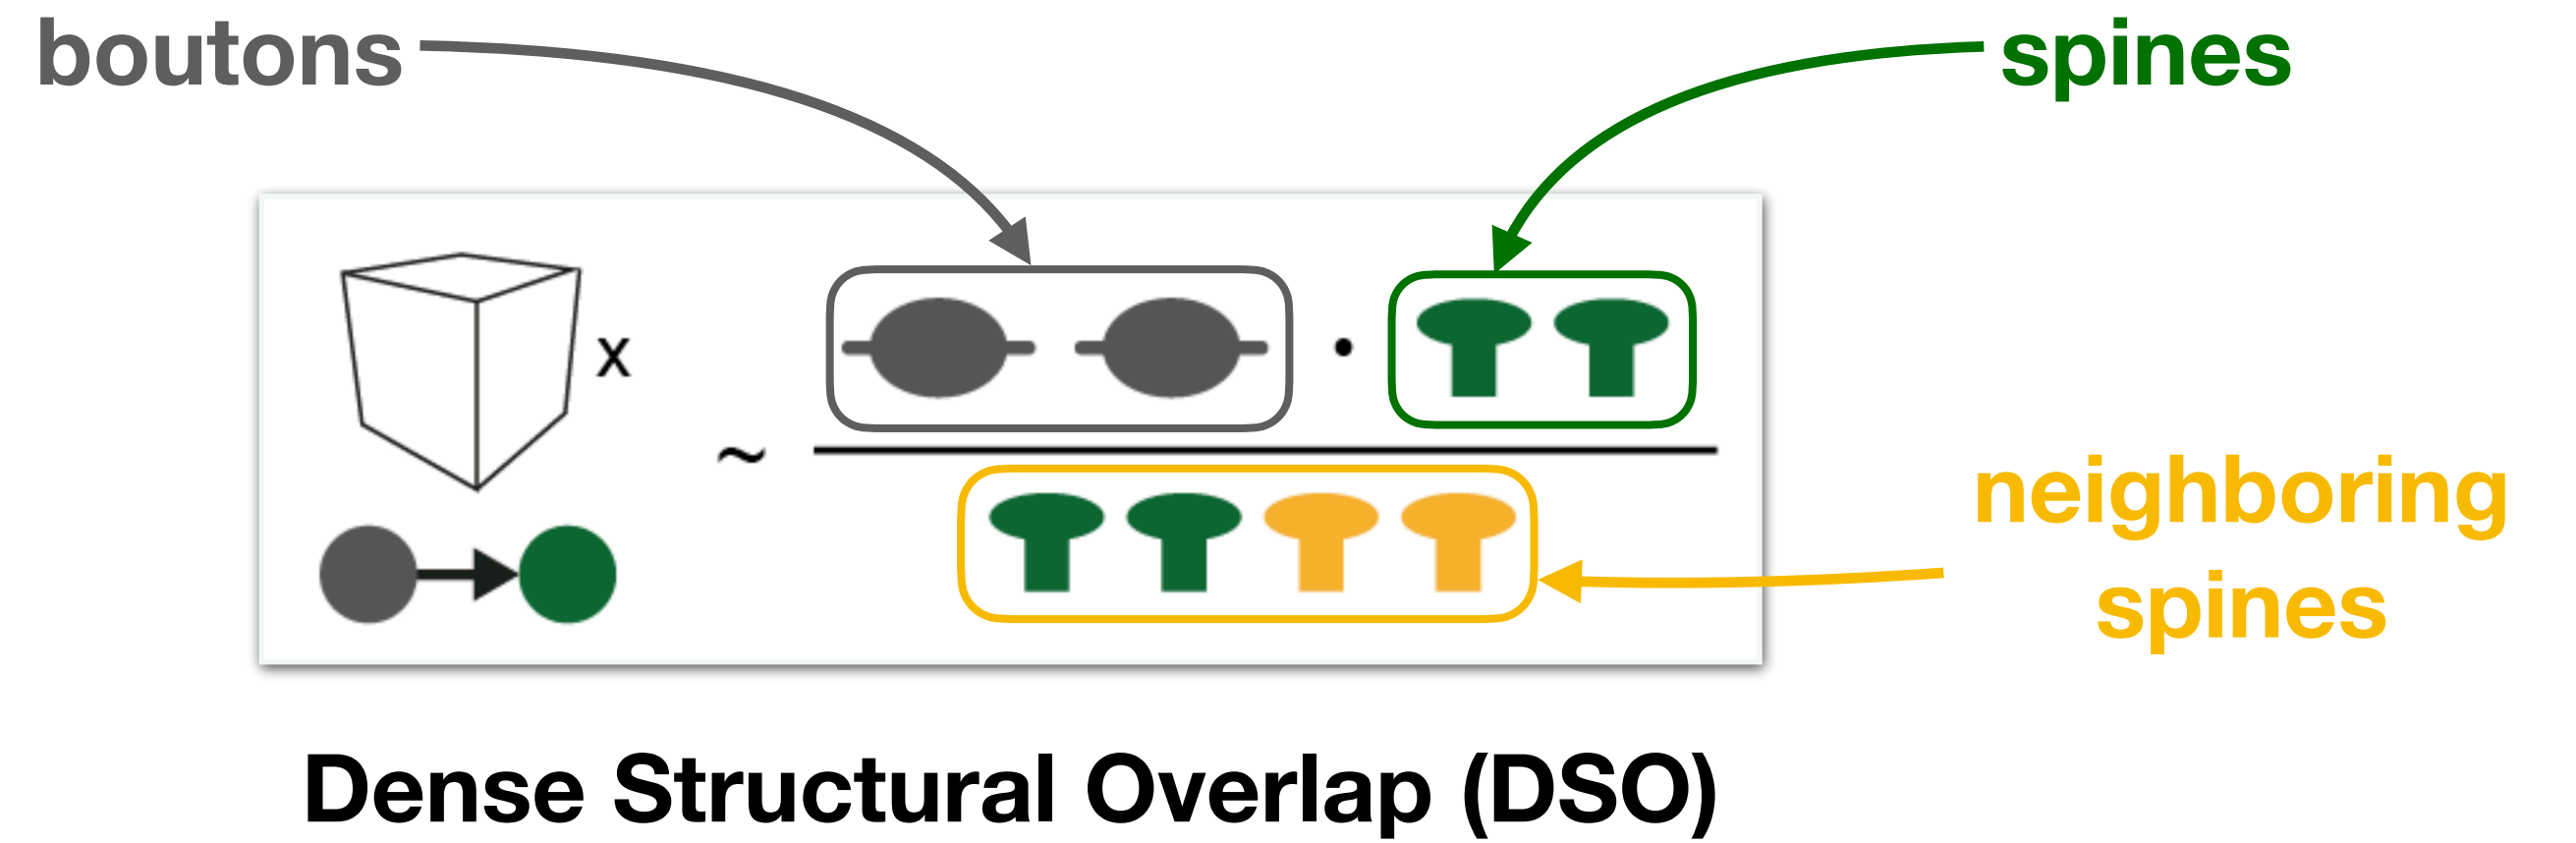 boutons
spines
x
·
~
neighboring
spines
Dense Structural Overlap (DSO)